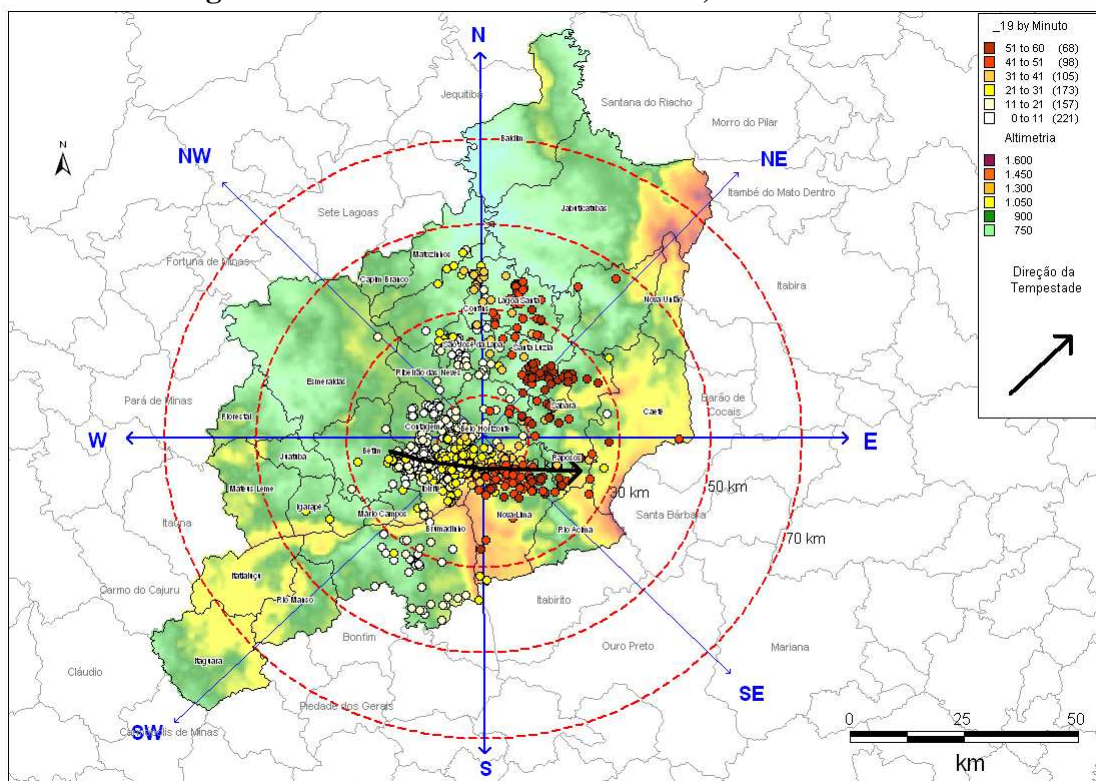 N
Jequitibá
Santana do Riacho
Morro do Pilar
Baldim
NW
NE
N
Itambé do Mato Dentro
Sete Lagoas
Jaboticatubas
Fortuna de Minas
Matozinhos
Capim Branco
Itabira
Lagoa Santa
Nova União
Confins
São José da Lapa
Santa Luzia
Ribeirão das Neves
Esmeraldas
Pará de Minas
Barão de
Cocais
Florestal
Sabará
Caeté
Contagem
Belo Horizonte
W
E
Juatuba
Betim
Raposos
Mateus Leme
Ibirité
30 km
50 km
Igarapé
Mário Campos
Nova Lima
Santa Bárbara
Itaúna
Brumadinho
Rio Acima
70 km
Itatiaiuçu
Carmo do Cajuru
Rio Manso
Itabirito
Bonfim
Ouro Preto
Mariana
Itaguara
Cláudio
SE
Piedade dos Gerais
SW
S
_19 by Minuto
51 to 60 (68)
41 to 51 (98)
31 to 41 (105)
21 to 31 (173)
11 to 21 (157)
0 to 11 (221)
Altimetria
1.600
1.450
1.300
1.050
900
750
Direção da
Tempestade
0 25 50
km